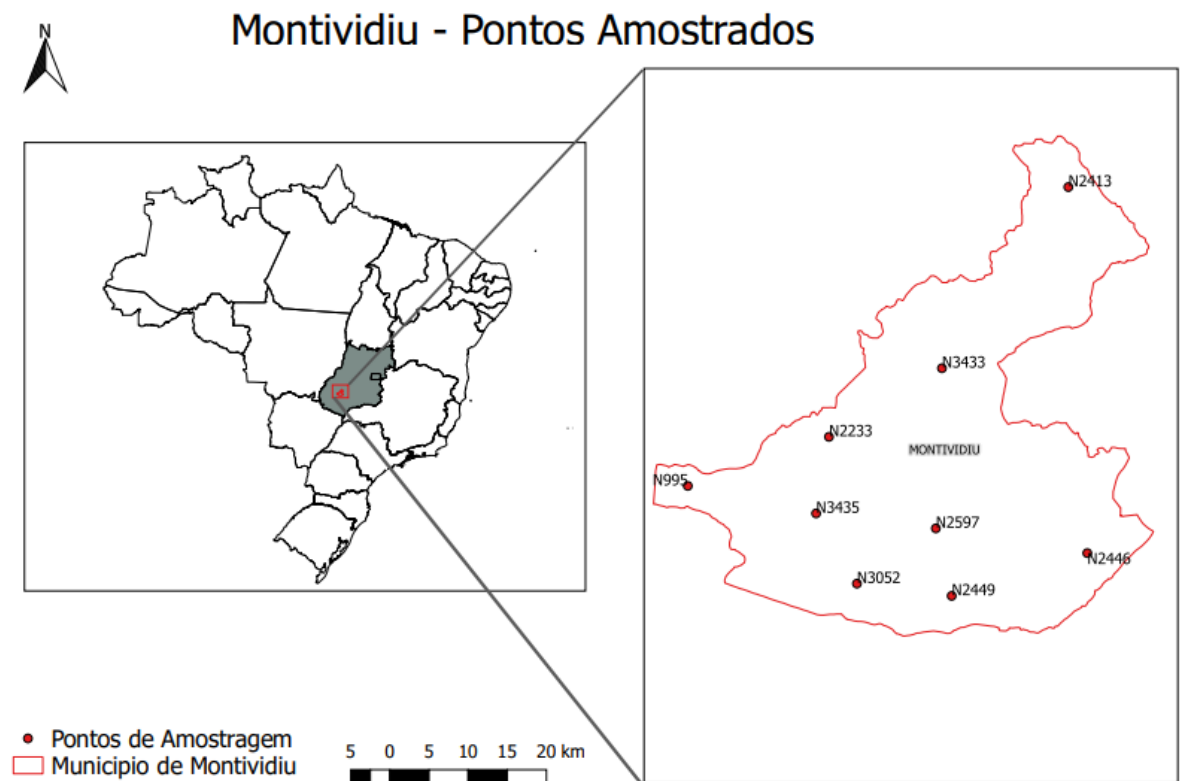 Montividiu - Pontos Amostrados
N
N2413
N3433
N2233
MONTIVIDIU
N995
N3435
N2597
N2446
N3052
N2449
Pontos de Amostragem
Municipio de Montividiu
5 0 5 10 15 20 km